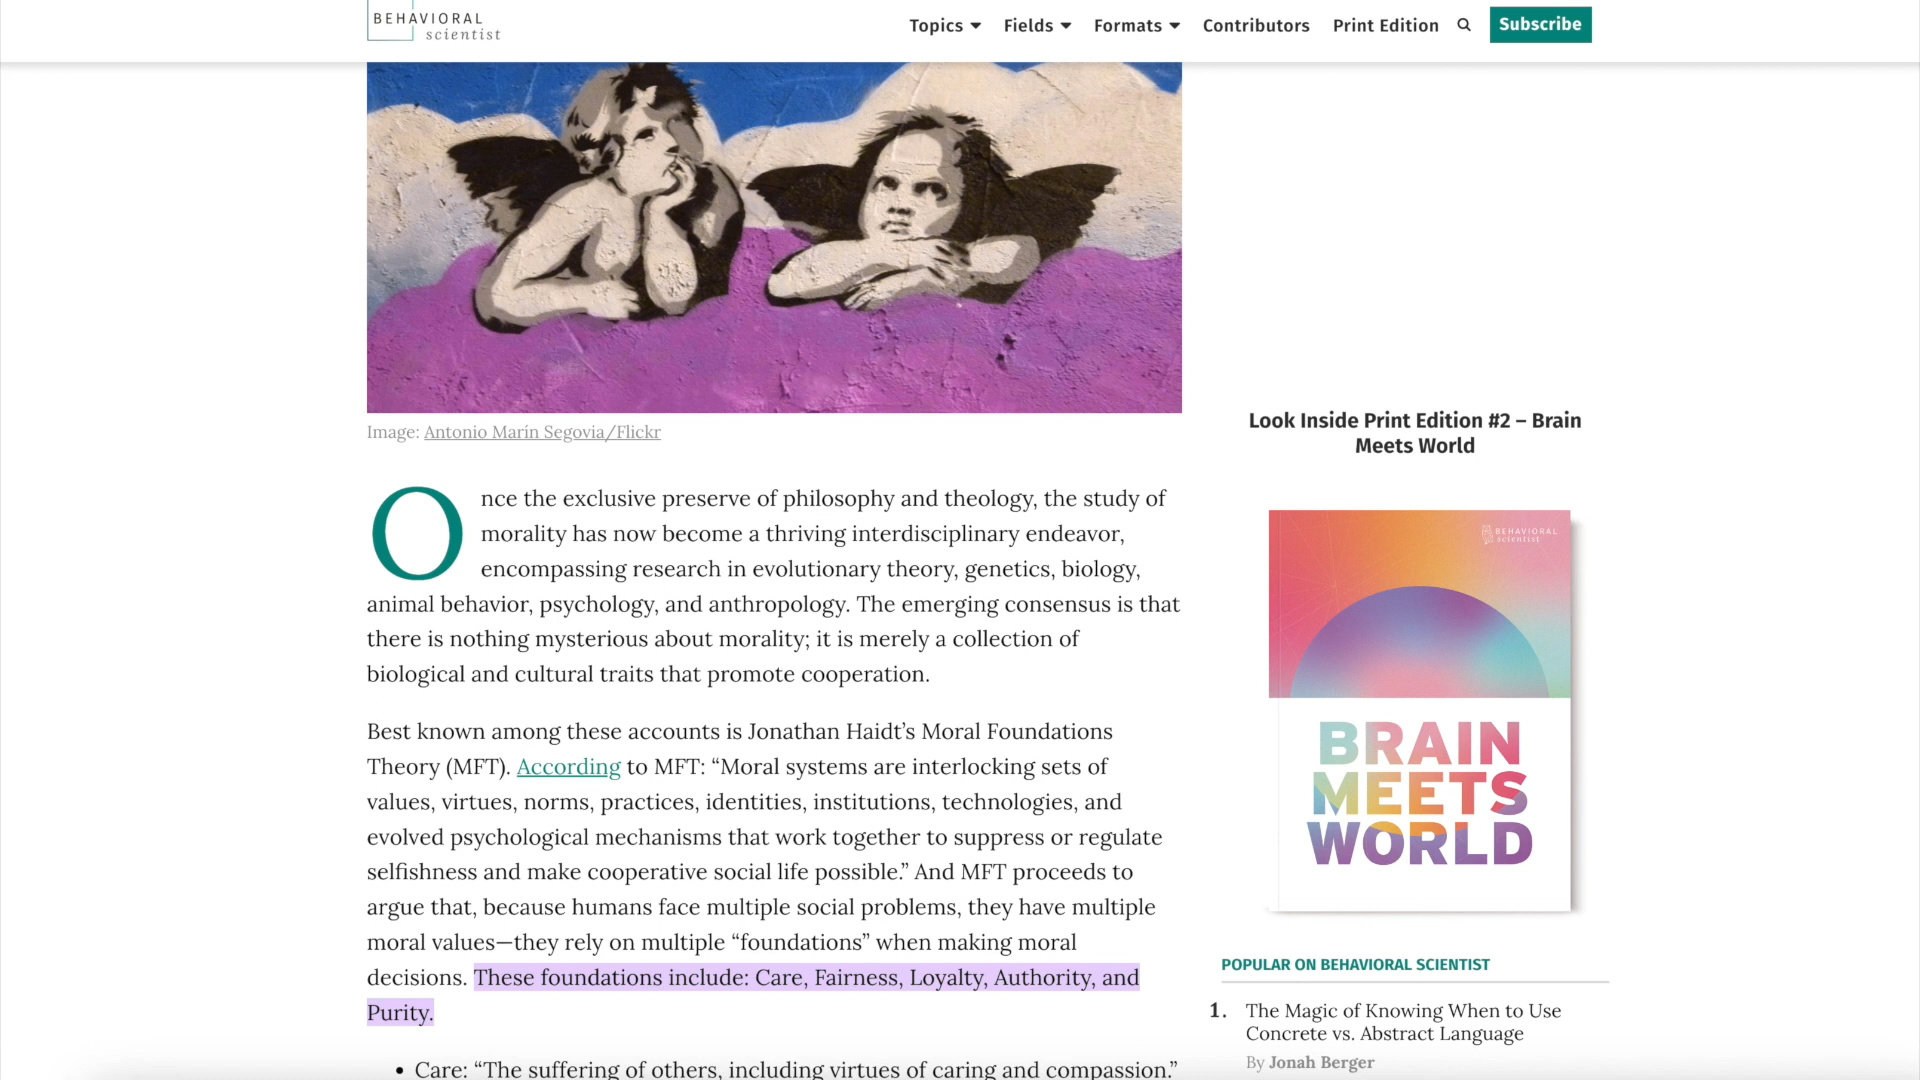 BEHAVIORAL
scientist
Topics
Fields
Formats
Contributors
Print Edition
Subscribe
Image: Antonio Marín Segovia/Flickr
Once the exclusive preserve of philosophy and theology, the study of
morality has now become a thriving interdisciplinary endeavor,
encompassing research in evolutionary theory, genetics, biology,
animal behavior, psychology, and anthropology. The emerging consensus is that
there is nothing mysterious about morality; it is merely a collection of
biological and cultural traits that promote cooperation.
Best known among these accounts is Jonathan Haidt’s Moral Foundations
Theory (MFT). According to MFT: “Moral systems are interlocking sets of
values, virtues, norms, practices, identities, institutions, technologies, and
evolved psychological mechanisms that work together to suppress or regulate
selfishness and make cooperative social life possible.” And MFT proceeds to
argue that, because humans face multiple social problems, they have multiple
moral values—they rely on multiple “foundations” when making moral
decisions. These foundations include: Care, Fairness, Loyalty, Authority, and
Purity.
• Care: “The suffering of others, including virtues of caring and compassion.”
Look Inside Print Edition #2 – Brain
Meets World
BEHAVIORAL
scientist
BRAIN
MEETS
WORLD
POPULAR ON BEHAVIORAL SCIENTIST
1. The Magic of Knowing When to Use
Concrete vs. Abstract Language
By Jonah Berger